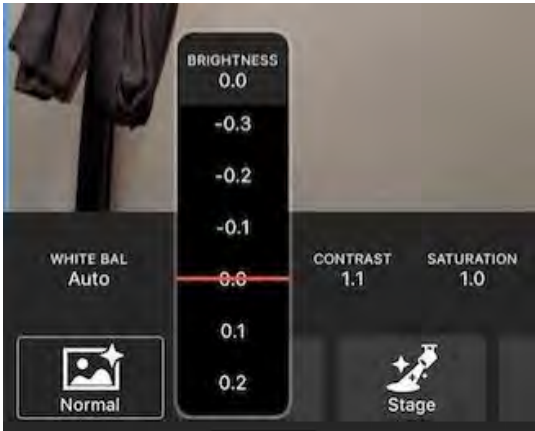 BRIGHTNESS
0.0
-0.3
-0.2
-0.1
0.0
0.1
0.2
WHITE BAL
Auto
CONTRAST
1.1
SATURATION
1.0
Normal
Stage